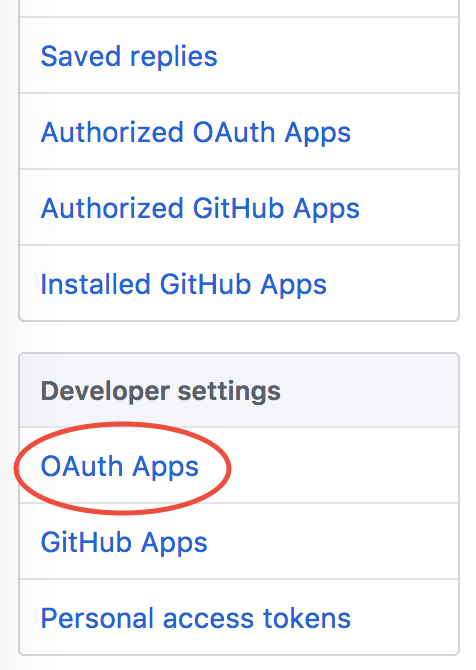 Saved replies
Authorized OAuth Apps
Authorized GitHub Apps
Installed GitHub Apps
Developer settings
OAuth Apps
GitHub Apps
Personal access tokens